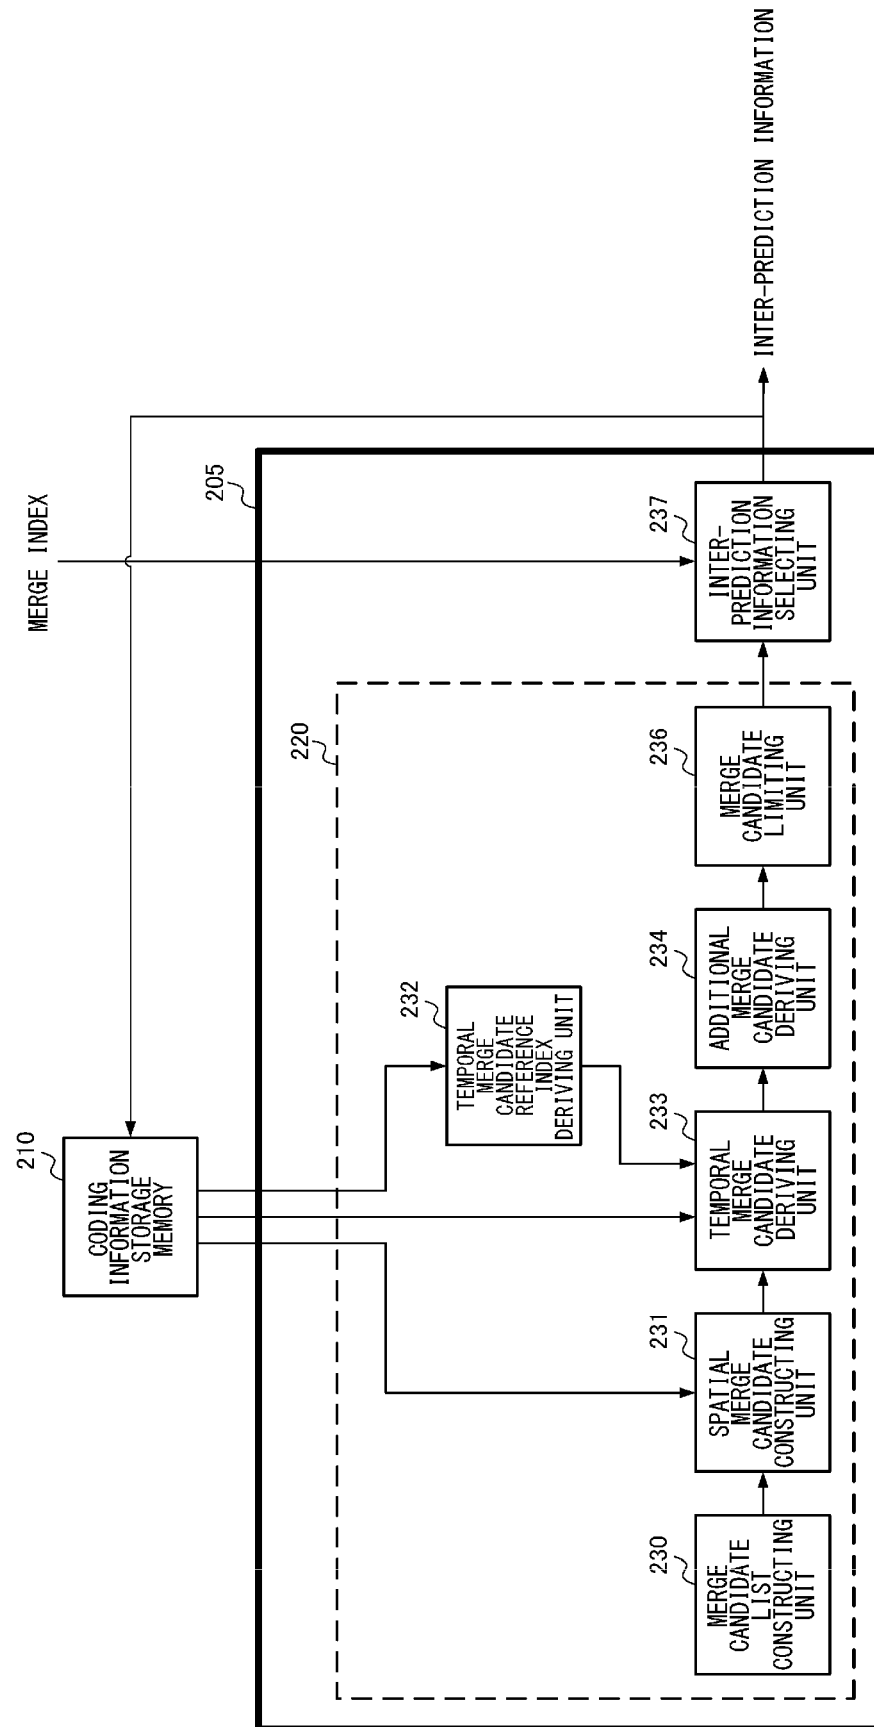 MERGE INDEX
INTER-PREDICTION INFORMATION
210
CODING
INFORMATION
STORAGE
MEMORY
205
220
232
TEMPORAL
MERGE
CANDIDATE
REFERENCE
INDEX
DERIVING UNIT
230
MERGE
CANDIDATE
LIST
CONSTRUCTING
UNIT
231
SPATIAL
MERGE
CANDIDATE
CONSTRUCTING
UNIT
233
TEMPORAL
MERGE
CANDIDATE
DERIVING
UNIT
234
ADDITIONAL
MERGE
CANDIDATE
DERIVING
UNIT
236
MERGE
CANDIDATE
LIMITING
UNIT
237
INTER-
PREDICTION
INFORMATION
SELECTING
UNIT